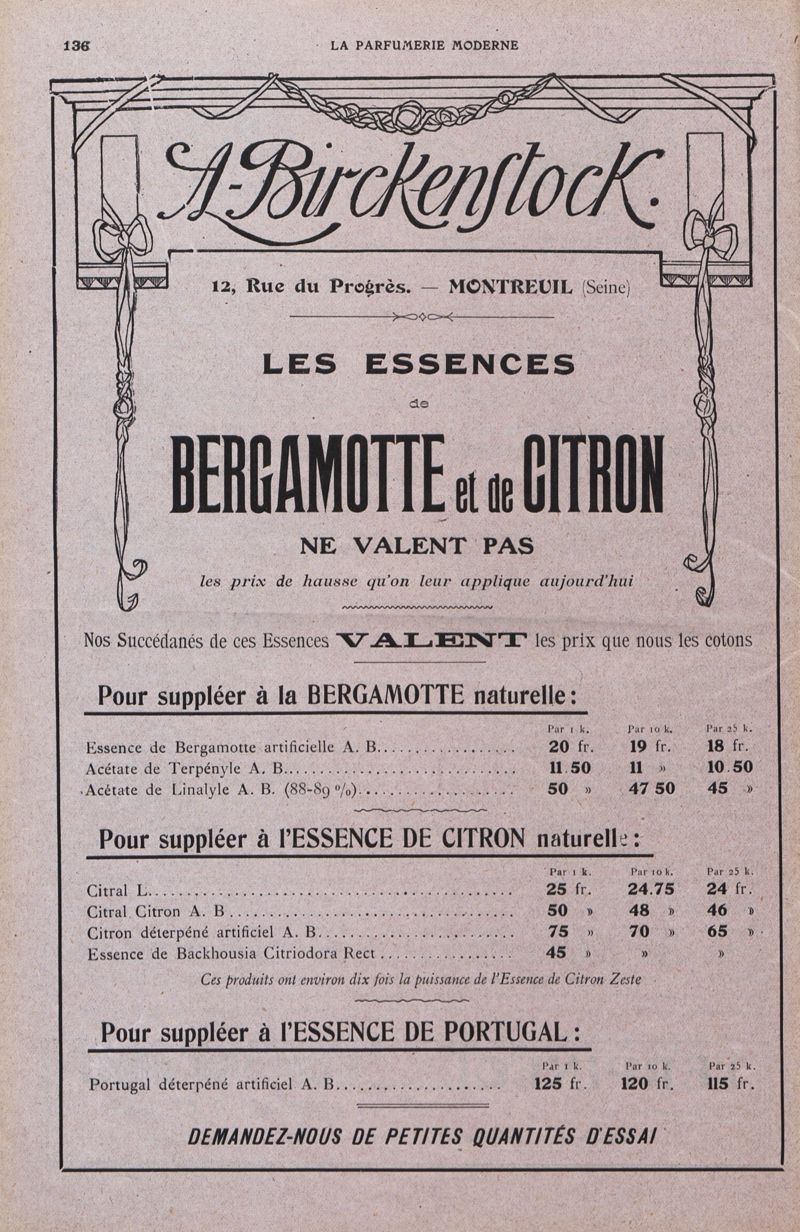 136
LA PARFUMERIE MODERNE
A-Birckenstock.
12, Rue du Progrès. — MONTREUIL (Seine)
LES ESSENCES
de
BERGAMOTTE et de CITRON
NE VALENT PAS
les prix de hausse qu'on leur applique aujourd'hui
Nos Succédanés de ces Essences VALENT les prix que nous les cotons
Pour suppléer à la BERGAMOTTE naturelle :
Par 1 k. Par 10 k. Par 25 k.
Essence de Bergamotte artificielle A. B.................. 20 fr. 19 fr. 18 fr.
Acétate de Terpényle A. B............................. 11.50 11 » 10.50
Acétate de Linalyle A. B. (88-89 %).................... 50 » 47 50 45 »
Pour suppléer à l'ESSENCE DE CITRON naturelle :
Par 1 k. Par 10 k. Par 25 k.
Citral L.............................................. 25 fr. 24.75 24 fr.
Citral Citron A. B.................................... 50 » 48 » 46 »
Citron déterpéné artificiel A. B......................... 75 » 70 » 65 »
Essence de Backhousia Citriodora Rect................. 45 » » »
Ces produits ont environ dix fois la puissance de l'Essence de Citron Zeste
Pour suppléer à l'ESSENCE DE PORTUGAL :
Par 1 k. Par 10 k. Par 25 k.
Portugal déterpéné artificiel A. B..................... 125 fr. 120 fr. 115 fr.
DEMANDEZ-NOUS DE PETITES QUANTITÉS D'ESSAI